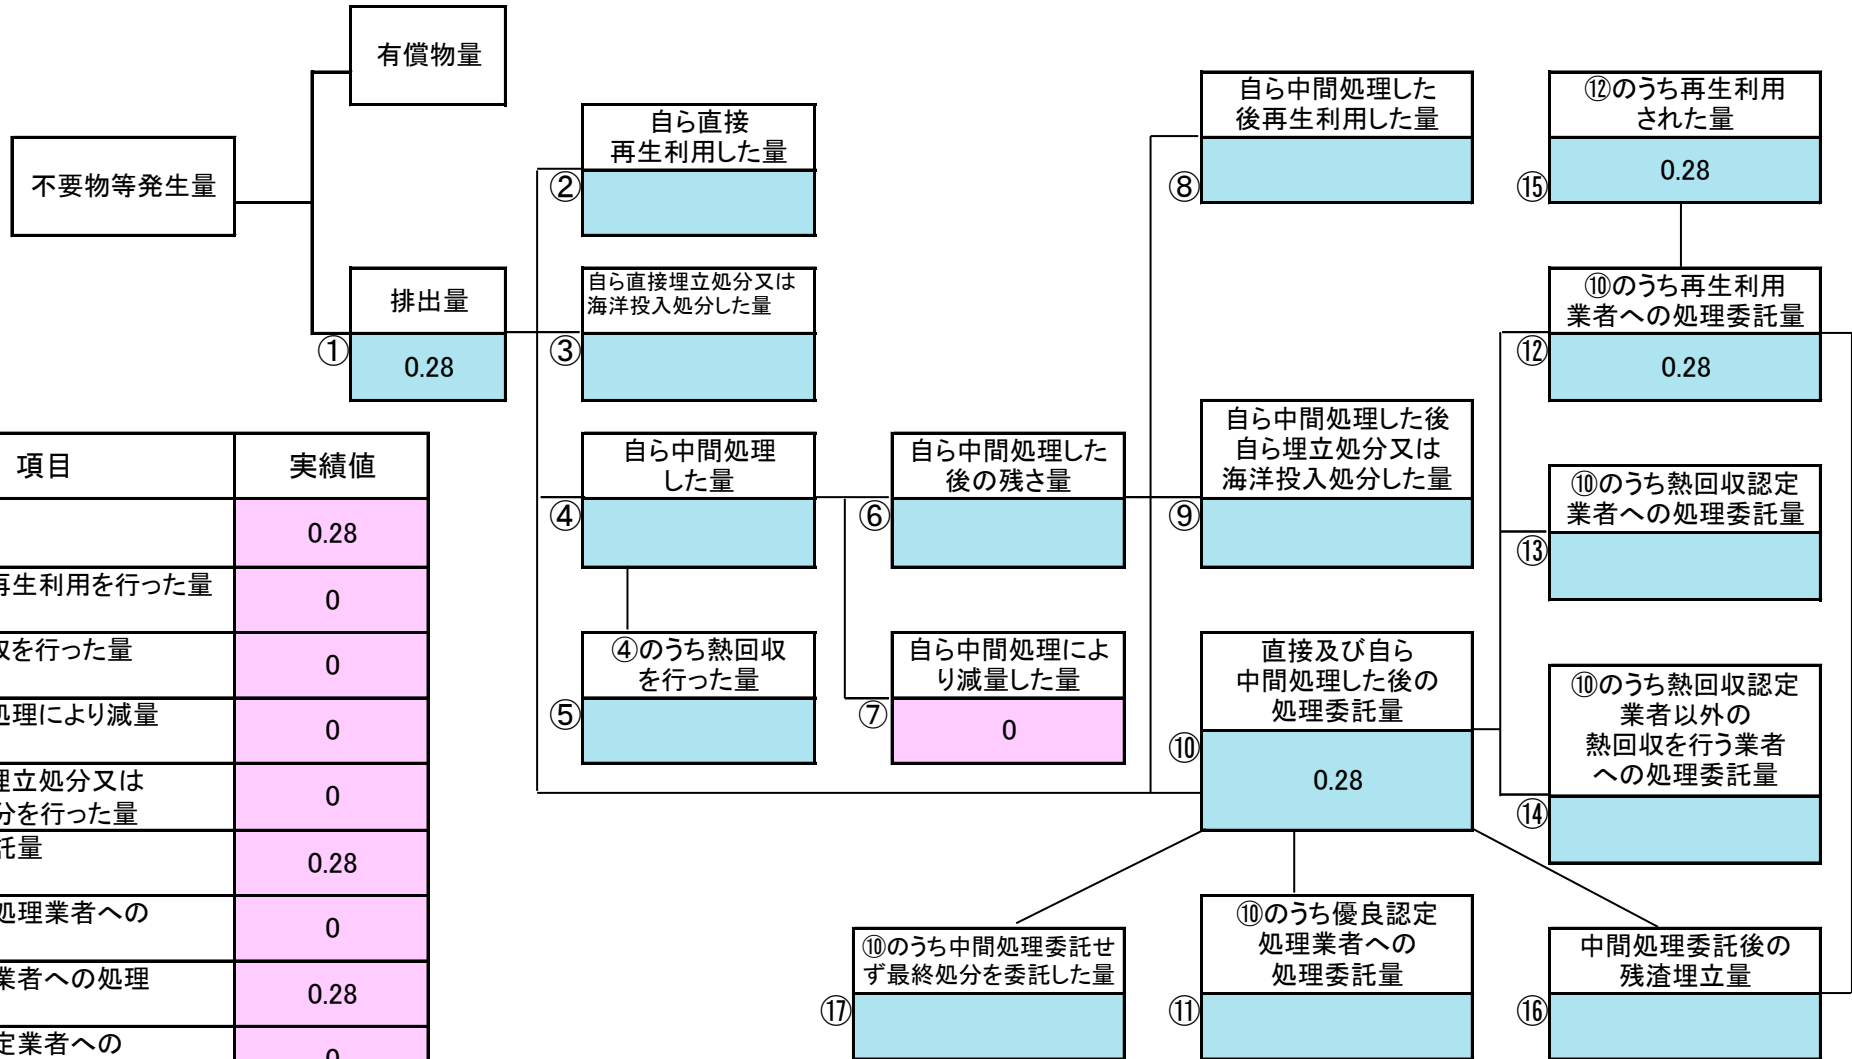 有償物量
不要物等発生量
排出量
①
0.28
自ら直接
再生利用した量
②
自ら直接埋立処分又は
海洋投入処分した量
③
自ら中間処理
した量
④
④のうち熱回収
を行った量
⑤
自ら中間処理した
後の残さ量
⑥
自ら中間処理によ
り減量した量
⑦
0
自ら中間処理した
後再生利用した量
⑧
自ら中間処理した後
自ら埋立処分又は
海洋投入処分した量
⑨
直接及び自ら
中間処理した後の
処理委託量
⑩
0.28
⑫のうち再生利用
された量
⑮
0.28
⑩のうち再生利用
業者への処理委託量
⑫
0.28
⑩のうち熱回収認定
業者への処理委託量
⑬
⑩のうち熱回収認定
業者以外の
熱回収を行う業者
への処理委託量
⑭
⑩のうち中間処理委託せ
ず最終処分を委託した量
⑰
⑩のうち優良認定
処理業者への
処理委託量
⑪
中間処理委託後の
残渣埋立量
⑯
項目 実績値
0.28
再生利用を行った量 0
を行った量 0
処理により減量 0
埋立処分又は
分を行った量 0
託量 0.28
処理業者への 0
業者への処理 0.28
定業者への 0